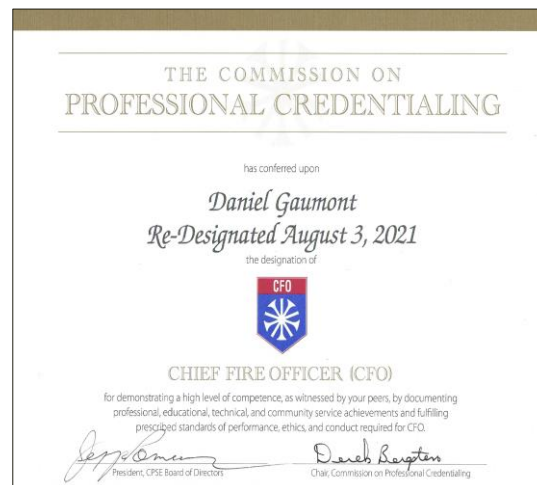 THE COMMISSION ON
PROFESSIONAL CREDENTIALING
has conferred upon
Daniel Gaumont
Re-Designated August 3, 2021
the designation of
CFO
CHIEF FIRE OFFICER (CFO)
for demonstrating a high level of competence, as witnessed by your peers, by documenting
professional, educational, technical, and community service achievements and fulfilling
prescribed standards of performance, ethics, and conduct required for CFO.
President, CPSE Board of Directors
Chair, Commission on Professional Credentialing